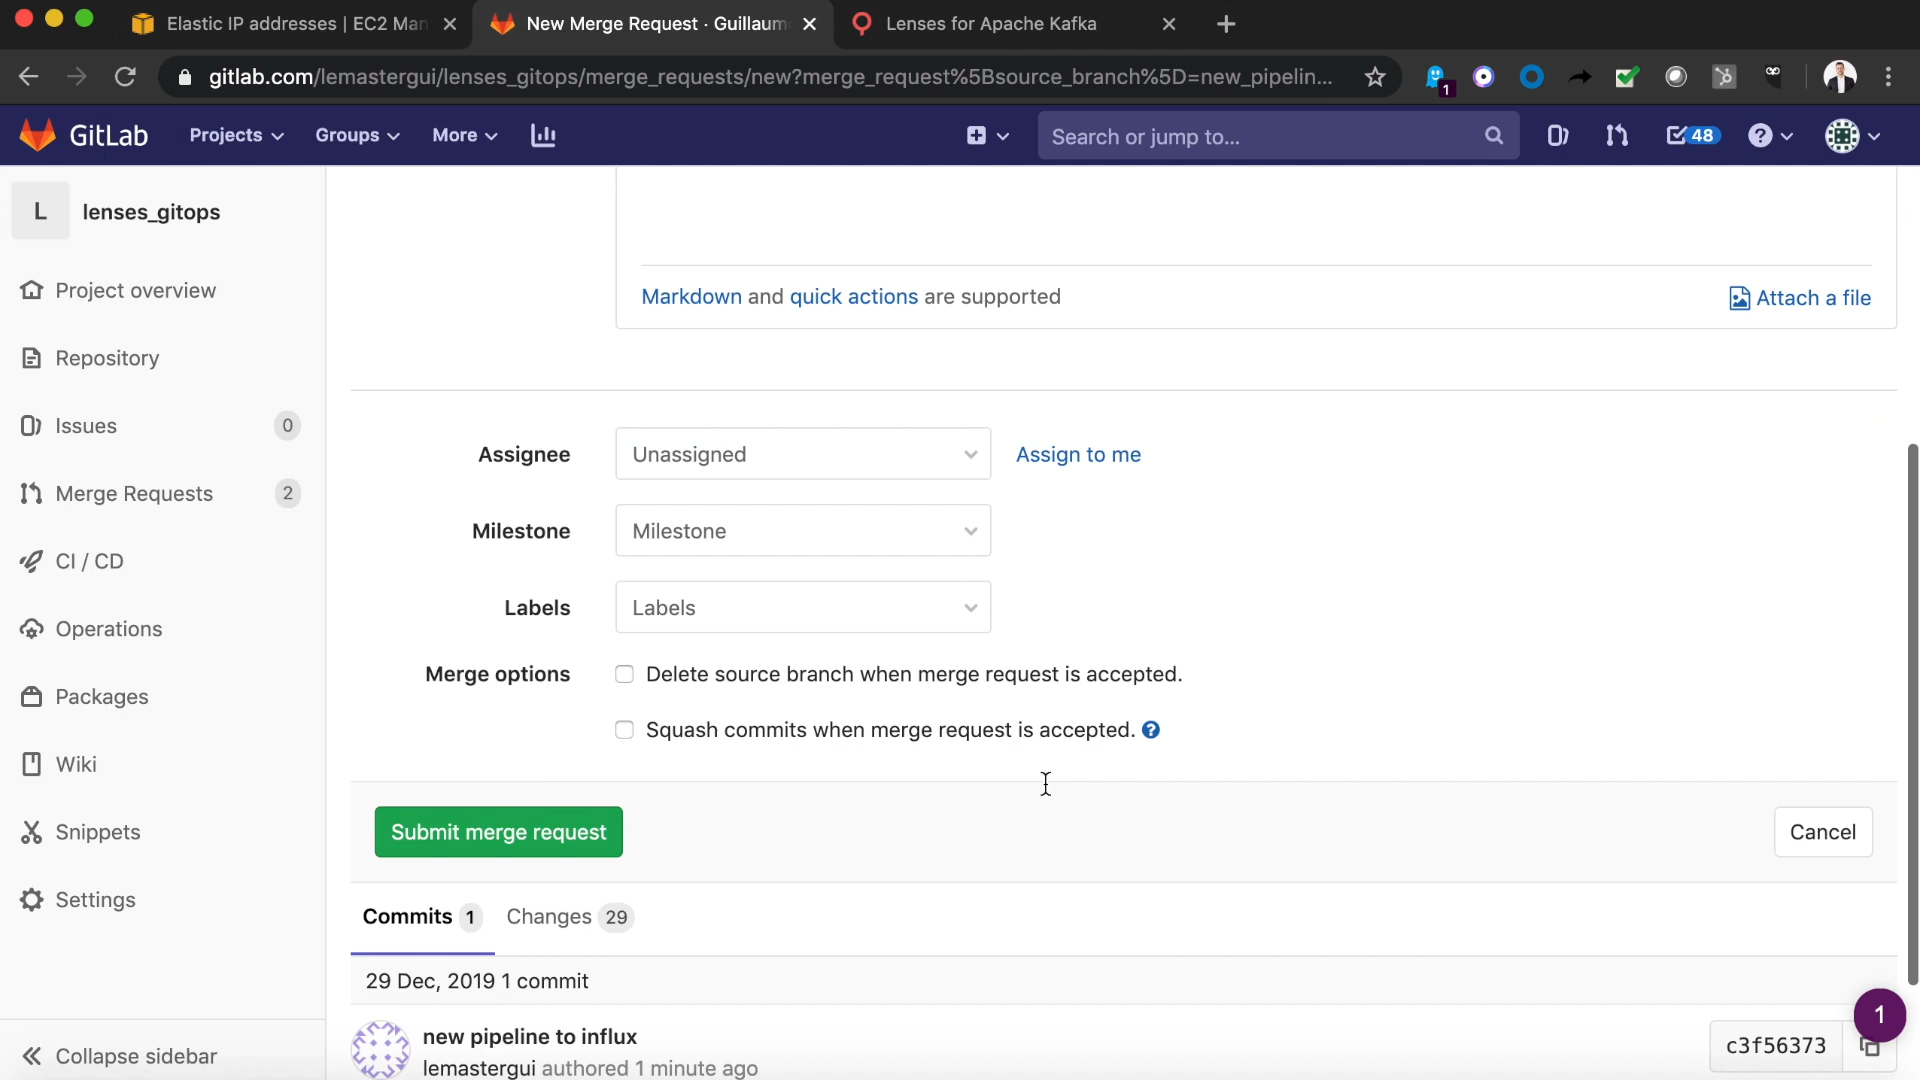 Elastic IP addresses | EC2 Man
New Merge Request · Guillaum
Lenses for Apache Kafka
gitlab.com/lemastergui/lenses_gitops/merge_requests/new?merge_request%5Bsource_branch%5D=new_pipelin...
1
GitLab
Projects
Groups
More
Search or jump to...
48
L
lenses_gitops
Project overview
Repository
Issues
0
Merge Requests
2
CI / CD
Operations
Packages
Wiki
Snippets
Settings
Collapse sidebar
Markdown and quick actions are supported
Attach a file
Assignee
Unassigned
Assign to me
Milestone
Milestone
Labels
Labels
Merge options
Delete source branch when merge request is accepted.
Squash commits when merge request is accepted.
Submit merge request
Cancel
Commits 1
Changes 29
29 Dec, 2019 1 commit
new pipeline to influx
lemastergui authored 1 minute ago
c3f56373
1